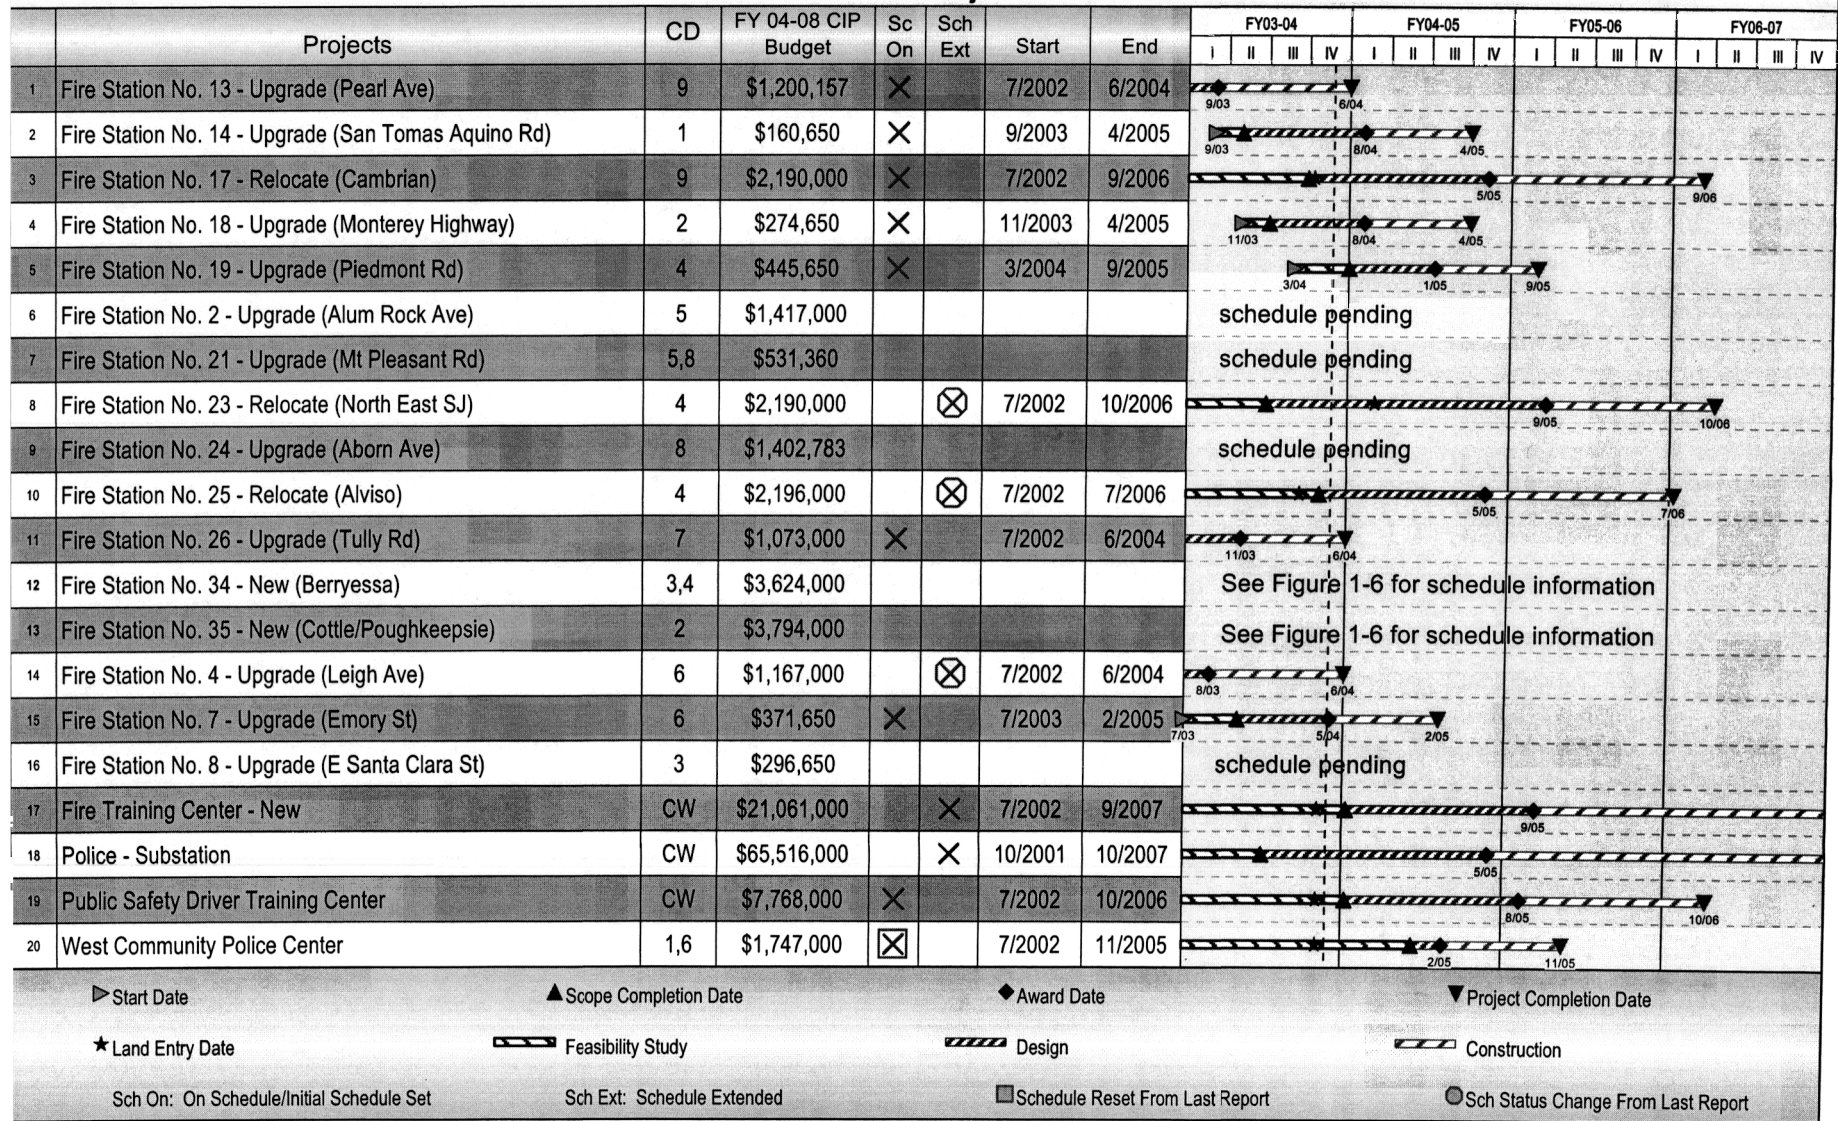 Projects CD FY 04-08 CIP Budget Sc On Sch Ext Start End FY03-04 FY04-05 FY05-06 FY06-07
I II III IV I II III IV I II III IV I II III IV
1 Fire Station No. 13 - Upgrade (Pearl Ave) 9 $1,200,157 X 7/2002 6/2004 9/03 6/04
2 Fire Station No. 14 - Upgrade (San Tomas Aquino Rd) 1 $160,650 X 9/2003 4/2005 9/03 8/04 4/05
3 Fire Station No. 17 - Relocate (Cambrian) 9 $2,190,000 X 7/2002 9/2006 5/05 9/06
4 Fire Station No. 18 - Upgrade (Monterey Highway) 2 $274,650 X 11/2003 4/2005 11/03 8/04 4/05
5 Fire Station No. 19 - Upgrade (Piedmont Rd) 4 $445,650 X 3/2004 9/2005 3/04 1/05 9/05
6 Fire Station No. 2 - Upgrade (Alum Rock Ave) 5 $1,417,000 schedule pending
7 Fire Station No. 21 - Upgrade (Mt Pleasant Rd) 5,8 $531,360 schedule pending
8 Fire Station No. 23 - Relocate (North East SJ) 4 $2,190,000 X 7/2002 10/2006 9/05 10/06
9 Fire Station No. 24 - Upgrade (Aborn Ave) 8 $1,402,783 schedule pending
10 Fire Station No. 25 - Relocate (Alviso) 4 $2,196,000 X 7/2002 7/2006 5/05 7/06
11 Fire Station No. 26 - Upgrade (Tully Rd) 7 $1,073,000 X 7/2002 6/2004 11/03 6/04
12 Fire Station No. 34 - New (Berryessa) 3,4 $3,624,000 See Figure 1-6 for schedule information
13 Fire Station No. 35 - New (Cottle/Poughkeepsie) 2 $3,794,000 See Figure 1-6 for schedule information
14 Fire Station No. 4 - Upgrade (Leigh Ave) 6 $1,167,000 X 7/2002 6/2004 8/03 6/04
15 Fire Station No. 7 - Upgrade (Emory St) 6 $371,650 X 7/2003 2/2005 7/03 5/04 2/05
16 Fire Station No. 8 - Upgrade (E Santa Clara St) 3 $296,650 schedule pending
17 Fire Training Center - New CW $21,061,000 X 7/2002 9/2007 9/05
18 Police - Substation CW $65,516,000 X 10/2001 10/2007 5/05
19 Public Safety Driver Training Center CW $7,768,000 X 7/2002 10/2006 8/05 10/06
20 West Community Police Center 1,6 $1,747,000 X 7/2002 11/2005 2/05 11/05
Start Date Scope Completion Date Award Date Project Completion Date
Land Entry Date Feasibility Study Design Construction
Sch On: On Schedule/Initial Schedule Set Sch Ext: Schedule Extended Schedule Reset From Last Report Sch Status Change From Last Report